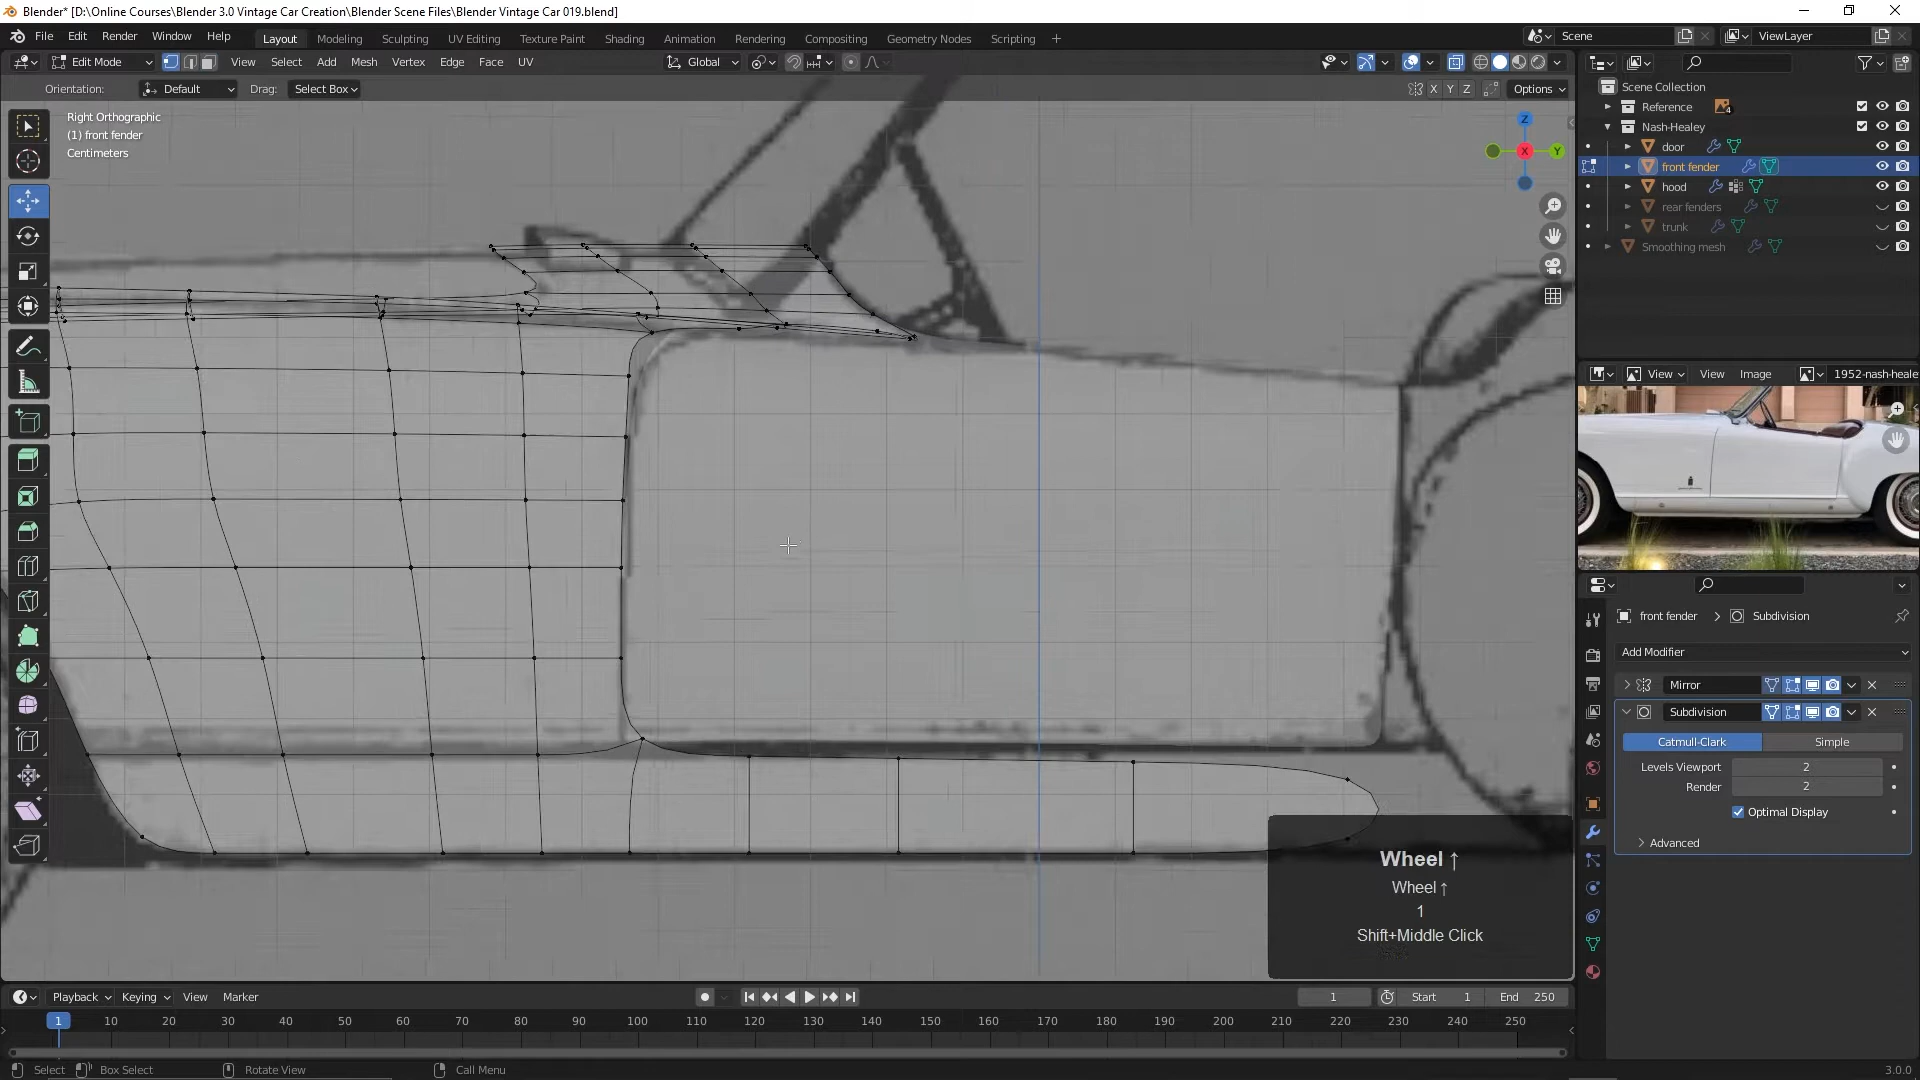 Blender* [D:\Online Courses\Blender 3.0 Vintage Car Creation\Blender Scene Files\Blender Vintage Car 019.blend]
File Edit Render Window Help Layout Modeling Sculpting UV Editing Texture Paint Shading Animation Rendering Compositing Geometry Nodes Scripting + Scene ViewLayer
Edit Mode View Select Add Mesh Vertex Edge Face UV Global
Orientation: Default Drag: Select Box X Y Z Options
Right Orthographic
(1) front fender
Centimeters
Z
X
Y
Scene Collection
Reference 4
Nash-Healey
door
front fender
hood
rear fenders
trunk
Smoothing mesh
View View Image 1952-nash-heale
front fender > Subdivision
Add Modifier
Mirror
Subdivision
Catmull-Clark Simple
Levels Viewport 2
Render 2
Optimal Display
Advanced
Wheel ↑
Wheel ↑
1
Shift+Middle Click
Playback Keying View Marker 1 Start 1 End 250
1 10 20 30 40 50 60 70 80 90 100 110 120 130 140 150 160 170 180 190 200 210 220 230 240 250
Select Box Select Rotate View Call Menu 3.0.0